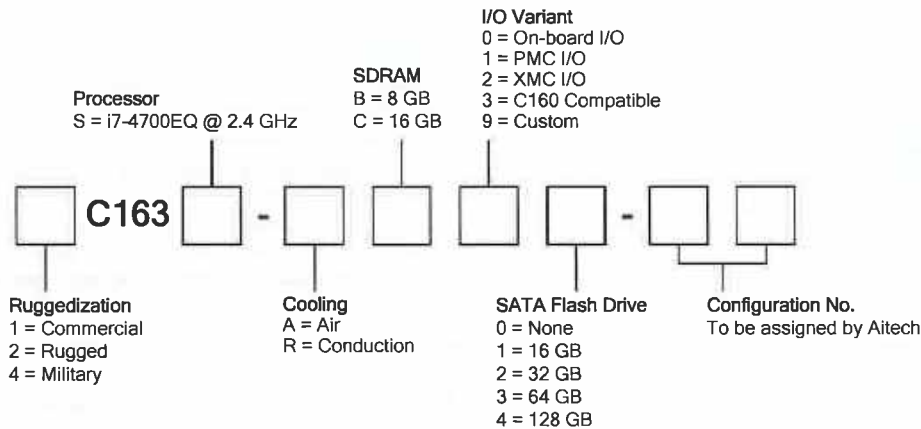 I/O Variant
0 = On-board I/O
1 = PMC I/O
2 = XMC I/O
3 = C160 Compatible
9 = Custom
SDRAM
B = 8 GB
C = 16 GB
Processor
S = i7-4700EQ @ 2.4 GHz
C163 - -
Ruggedization
1 = Commercial
2 = Rugged
4 = Military
Cooling
A = Air
R = Conduction
SATA Flash Drive
0 = None
1 = 16 GB
2 = 32 GB
3 = 64 GB
4 = 128 GB
Configuration No.
To be assigned by Aitech